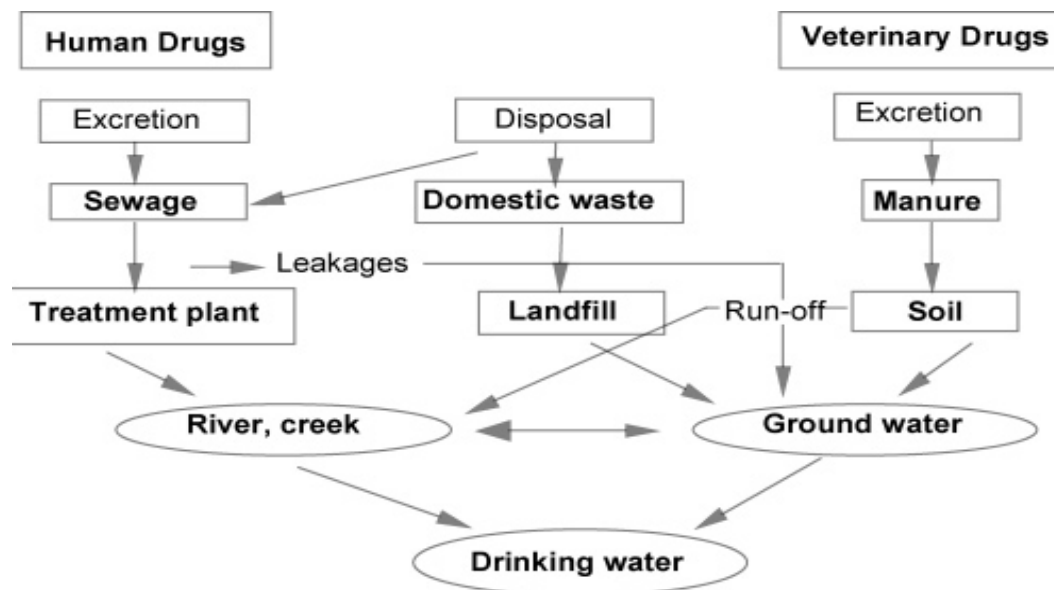 Human Drugs
Veterinary Drugs
Excretion
Disposal
Excretion
Sewage
Domestic waste
Manure
Leakages
Treatment plant
Landfill
Run-off
Soil
River, creek
Ground water
Drinking water